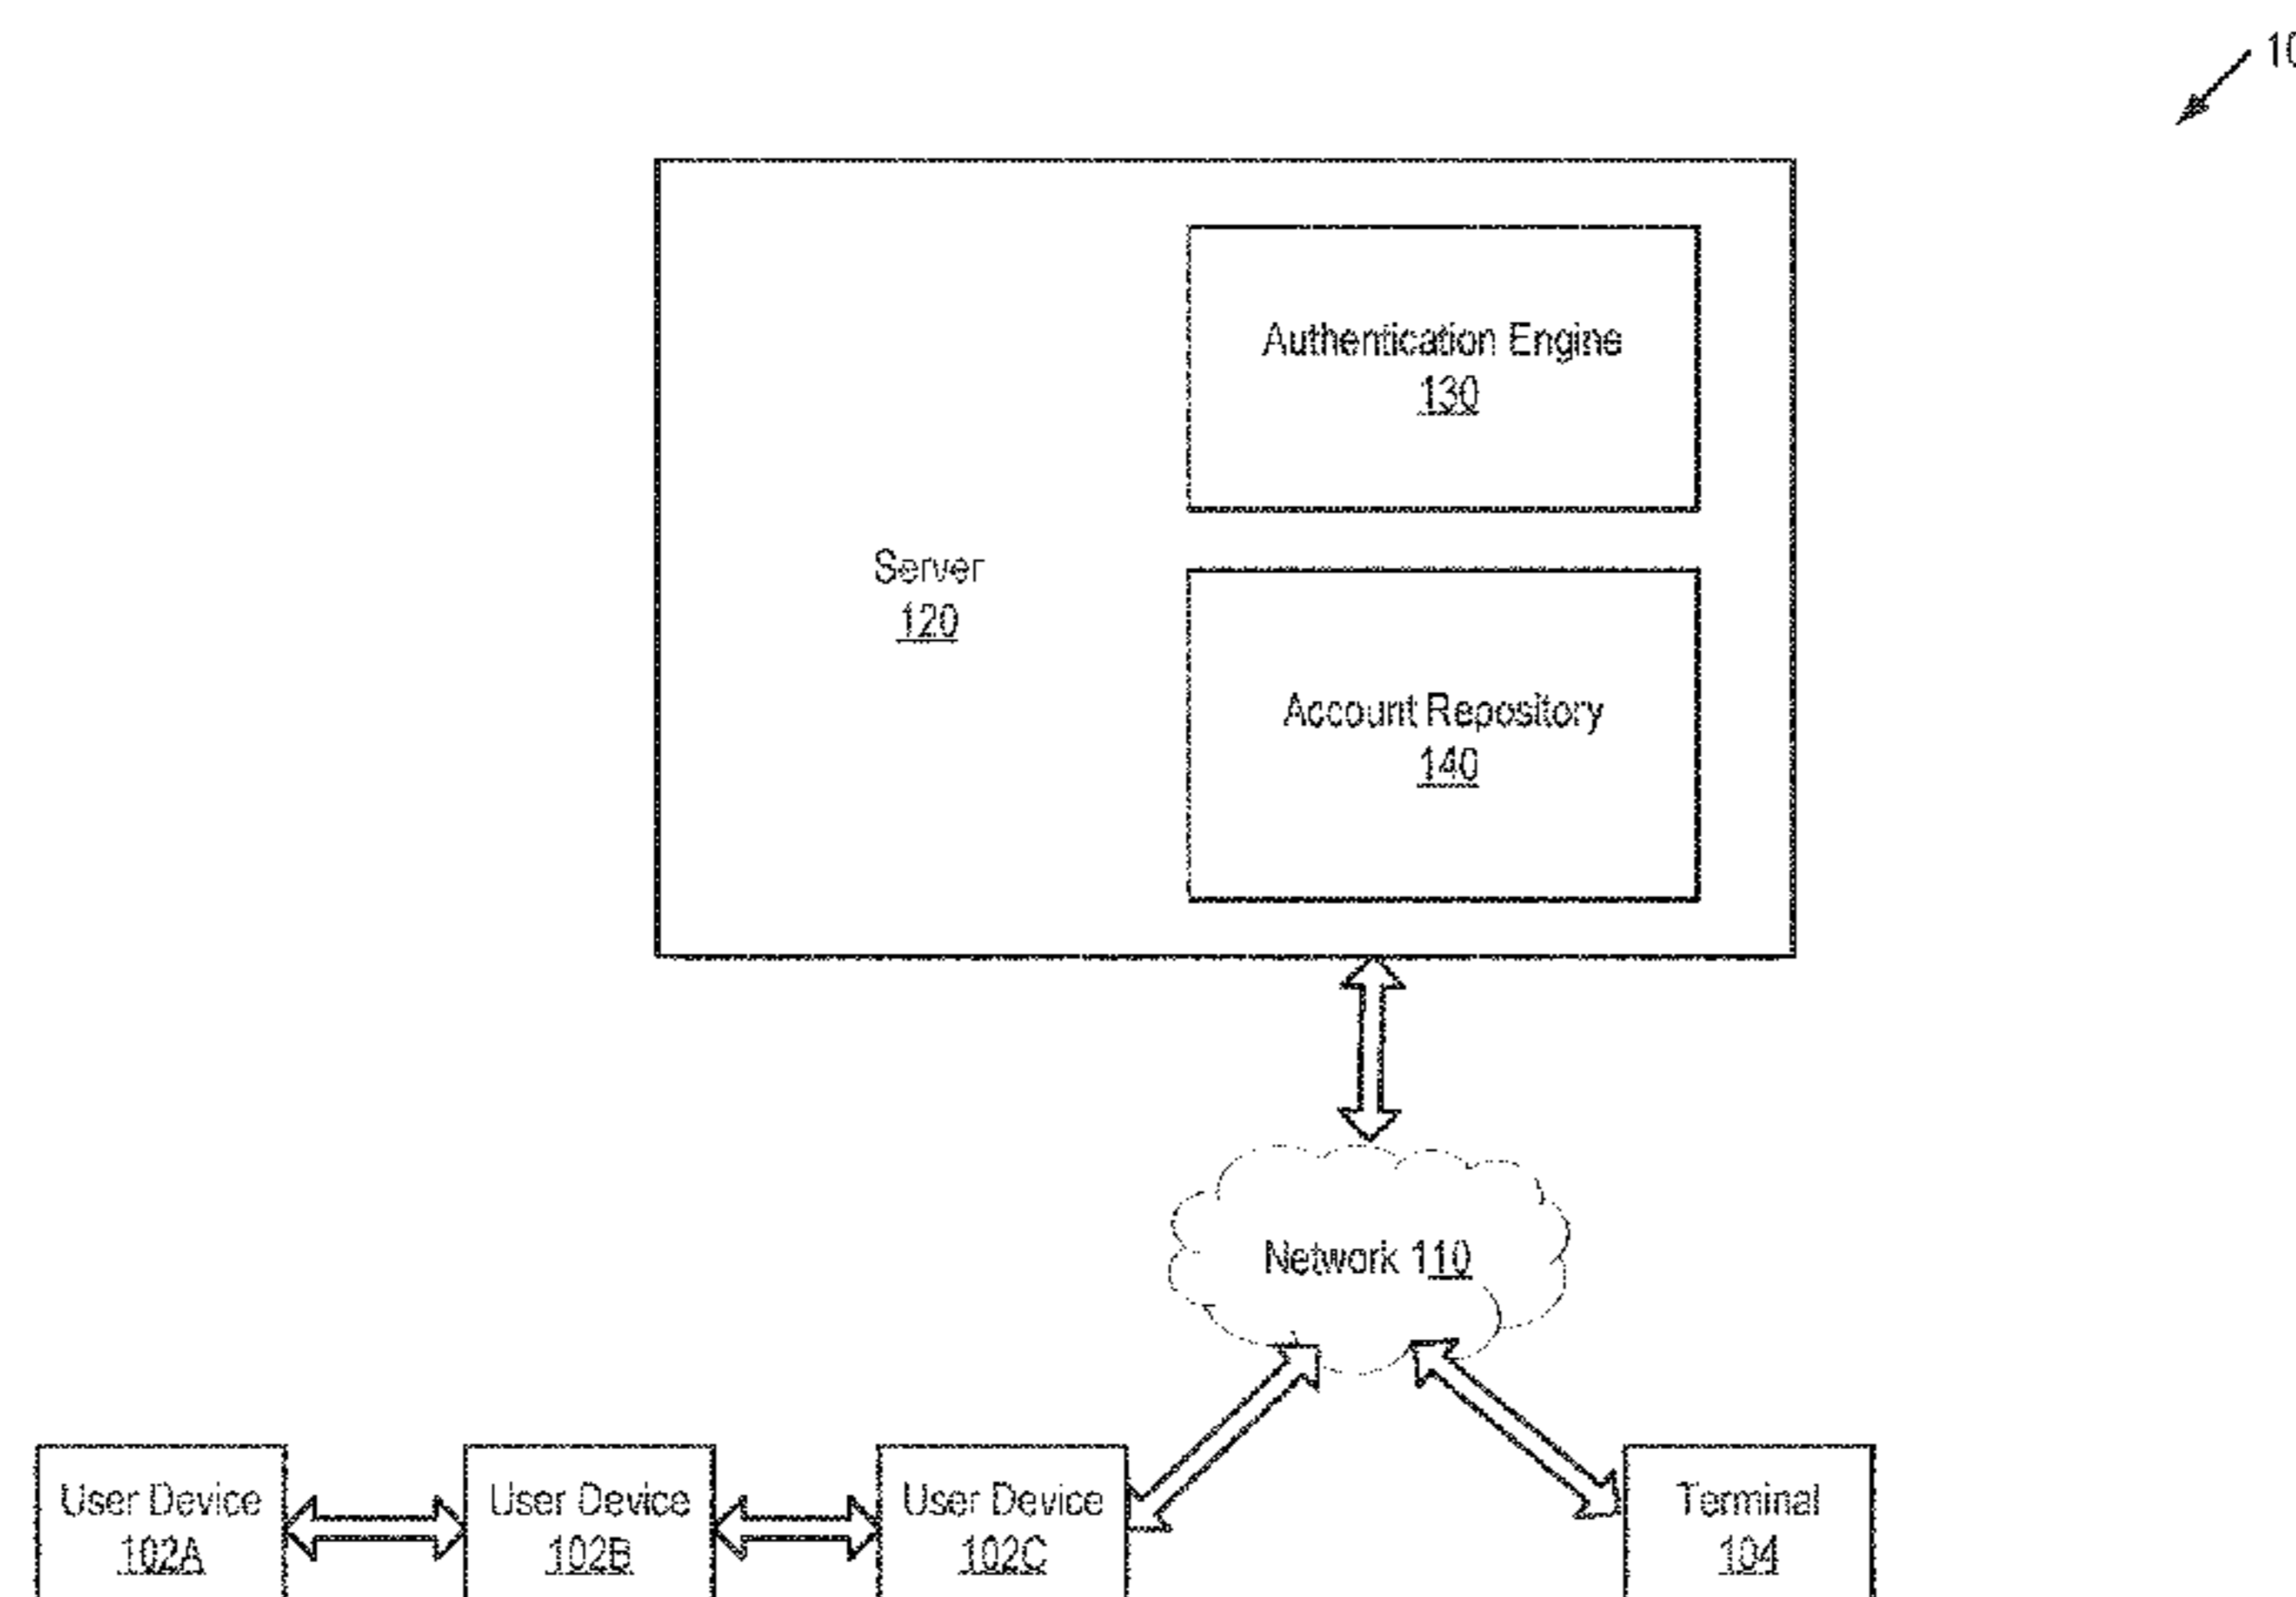 10
Authentication Engine
130
Server
120
Account Repository
140
Network 110
User Device
102A
User Device
102B
User Device
102C
Terminal
104